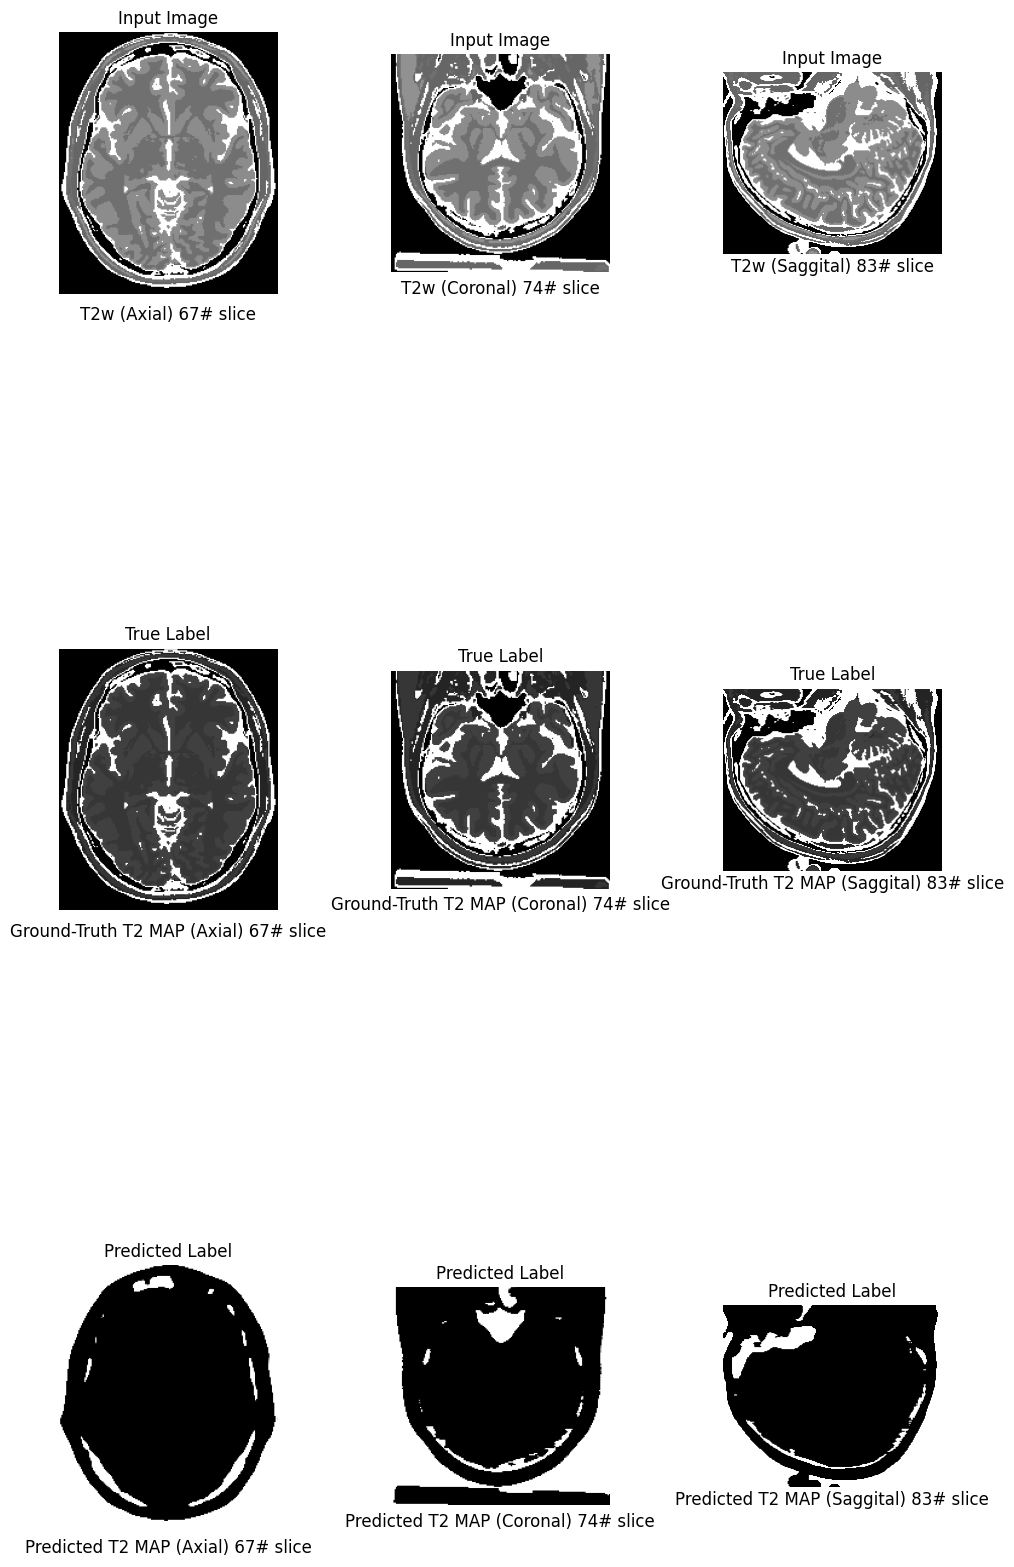 Input Image
Input Image
Input Image
T2w (Axial) 67# slice
T2w (Coronal) 74# slice
T2w (Saggital) 83# slice
True Label
True Label
True Label
Ground-Truth T2 MAP (Axial) 67# slice
Ground-Truth T2 MAP (Coronal) 74# slice
Ground-Truth T2 MAP (Saggital) 83# slice
Predicted Label
Predicted Label
Predicted Label
Predicted T2 MAP (Axial) 67# slice
Predicted T2 MAP (Coronal) 74# slice
Predicted T2 MAP (Saggital) 83# slice